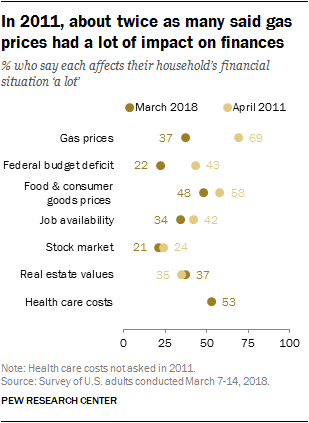 In 2011, about twice as many said gas
prices had a lot of impact on finances
% who say each affects their household's financial
situation 'a lot'
March 2018 April 2011
Gas prices 37 69
Federal budget deficit 22 43
Food & consumer
goods prices 48 58
Job availability 34 42
Stock market 21 24
Real estate values 35 37
Health care costs 53
0 25 50 75 100
Note: Health care costs not asked in 2011.
Source: Survey of U.S. adults conducted March 7-14, 2018.
PEW RESEARCH CENTER